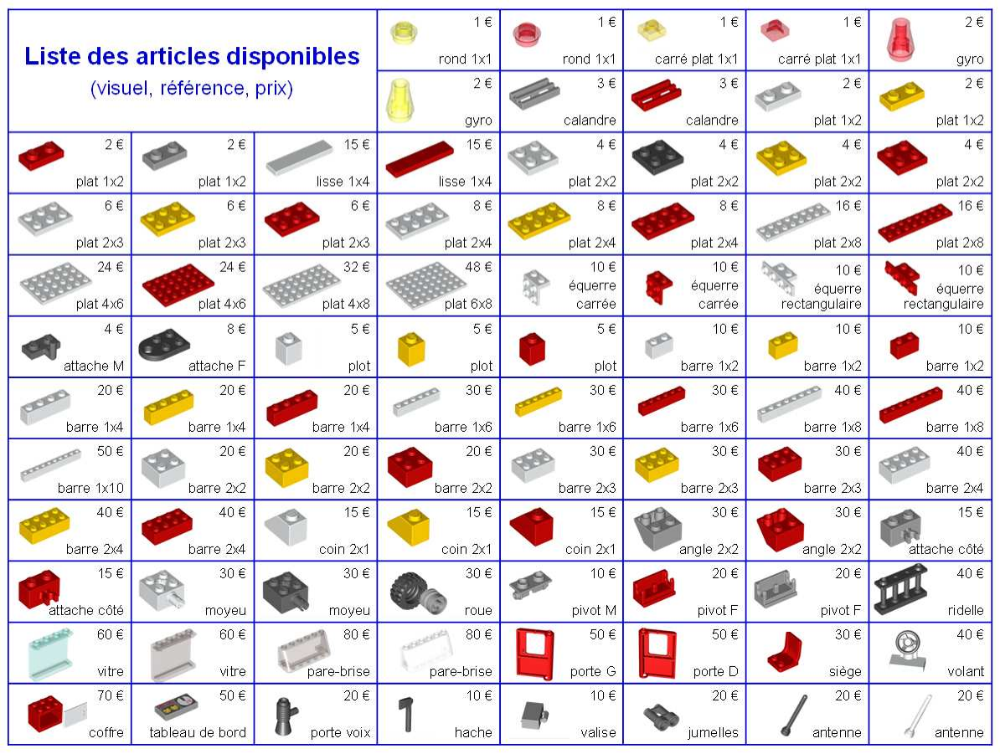 Liste des articles disponibles
(visuel, référence, prix)
1 €
rond 1x1
1 €
rond 1x1
1 €
carré plat 1x1
1 €
carré plat 1x1
2 €
gyro
2 €
gyro
3 €
calandre
3 €
calandre
2 €
plat 1x2
2 €
plat 1x2
2 €
plat 1x2
2 €
plat 1x2
15 €
lisse 1x4
15 €
lisse 1x4
4 €
plat 2x2
4 €
plat 2x2
4 €
plat 2x2
4 €
plat 2x2
6 €
plat 2x3
6 €
plat 2x3
6 €
plat 2x3
8 €
plat 2x4
8 €
plat 2x4
8 €
plat 2x4
16 €
plat 2x8
16 €
plat 2x8
24 €
plat 4x6
24 €
plat 4x6
32 €
plat 4x8
48 €
plat 6x8
10 €
équerre
carrée
10 €
équerre
carrée
10 €
équerre
rectangulaire
10 €
équerre
rectangulaire
4 €
attache M
8 €
attache F
5 €
plot
5 €
plot
5 €
plot
10 €
barre 1x2
10 €
barre 1x2
10 €
barre 1x2
20 €
barre 1x4
20 €
barre 1x4
20 €
barre 1x4
30 €
barre 1x6
30 €
barre 1x6
30 €
barre 1x6
40 €
barre 1x8
40 €
barre 1x8
50 €
barre 1x10
20 €
barre 2x2
20 €
barre 2x2
20 €
barre 2x2
30 €
barre 2x3
30 €
barre 2x3
30 €
barre 2x3
40 €
barre 2x4
40 €
barre 2x4
40 €
barre 2x4
15 €
coin 2x1
15 €
coin 2x1
15 €
coin 2x1
30 €
angle 2x2
30 €
angle 2x2
15 €
attache côté
15 €
attache côté
30 €
moyeu
30 €
moyeu
30 €
roue
10 €
pivot M
20 €
pivot F
20 €
pivot F
40 €
ridelle
60 €
vitre
60 €
vitre
80 €
pare-brise
80 €
pare-brise
50 €
porte G
50 €
porte D
30 €
siège
40 €
volant
70 €
coffre
50 €
tableau de bord
20 €
porte voix
10 €
hache
10 €
valise
20 €
jumelles
20 €
antenne
20 €
antenne